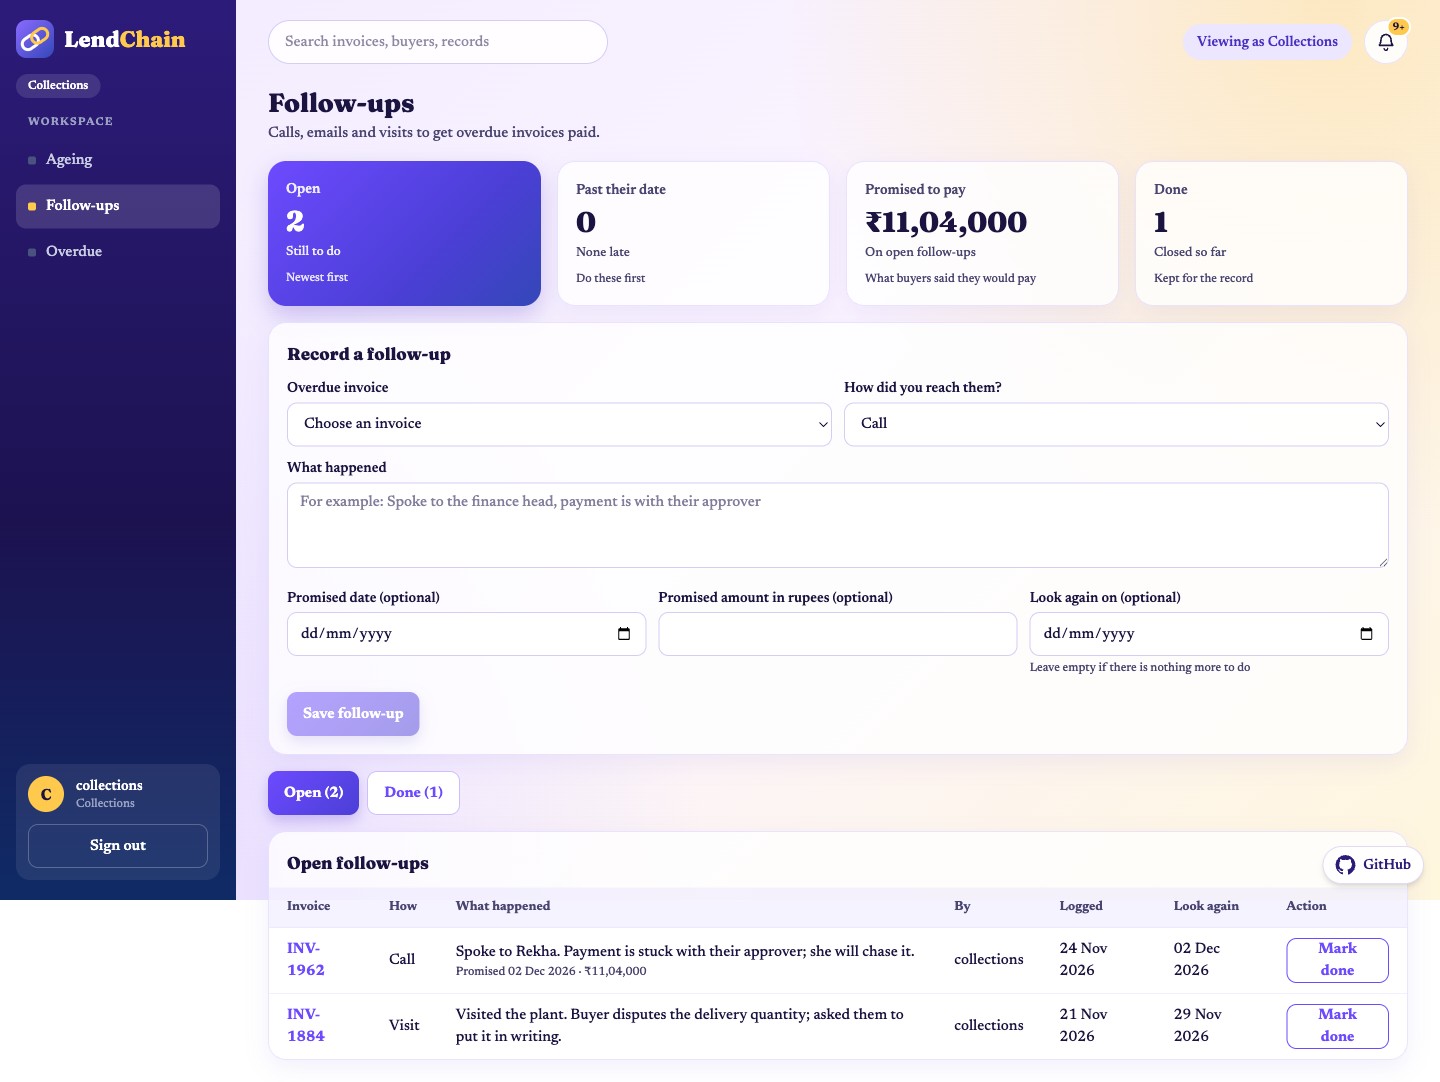 LendChain
Collections
WORKSPACE
Ageing
Follow-ups
Overdue
collections
C
Collections
Sign out
Search invoices, buyers, records
Viewing as Collections
9+
Follow-ups
Calls, emails and visits to get overdue invoices paid.
Open
2
Still to do
Newest first
Past their date
0
None late
Do these first
Promised to pay
₹11,04,000
On open follow-ups
What buyers said they would pay
Done
1
Closed so far
Kept for the record
Record a follow-up
Overdue invoice
Choose an invoice
How did you reach them?
Call
What happened
For example: Spoke to the finance head, payment is with their approver
Promised date (optional)
dd/mm/yyyy
Promised amount in rupees (optional)
Look again on (optional)
dd/mm/yyyy
Leave empty if there is nothing more to do
Save follow-up
Open (2)
Done (1)
Open follow-ups
GitHub
Invoice How What happened By Logged Look again Action
INV-
1962
Call
Spoke to Rekha. Payment is stuck with their approver; she will chase it.
Promised 02 Dec 2026 · ₹11,04,000
collections
24 Nov
2026
02 Dec
2026
Mark
done
INV-
1884
Visit
Visited the plant. Buyer disputes the delivery quantity; asked them to
put it in writing.
collections
21 Nov
2026
29 Nov
2026
Mark
done